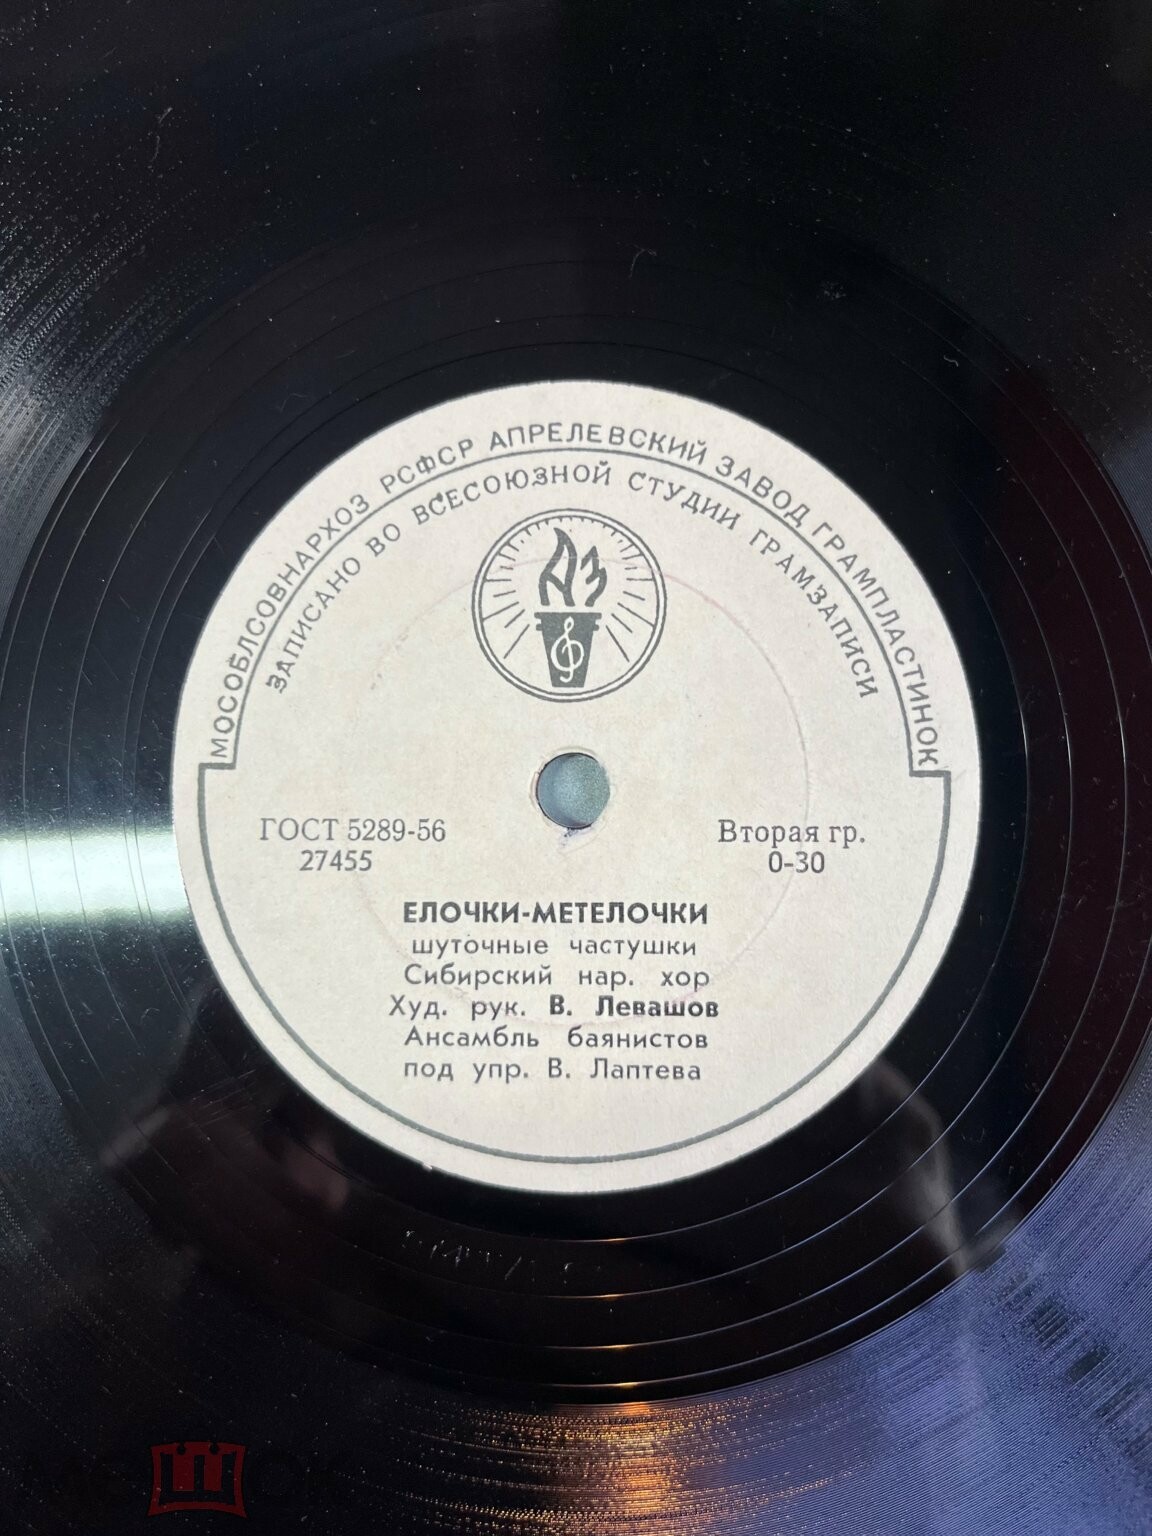 МОСОБЛСОВНАРХОЗ РСФСР АПРЕЛЕВСКИЙ ЗАВОД ГРАМПЛАСТИНОК
ЗАПИСАНО ВО ВСЕСОЮЗНОЙ СТУДИИ ГРАМЗАПИСИ
АЗ
ГОСТ 5289-56
27455
Вторая гр.
0-30
ЕЛОЧКИ-МЕТЕЛОЧКИ
шуточные частушки
Сибирский нар. хор
Худ. рук. В. Левашов
Ансамбль баянистов
под упр. В. Лаптева